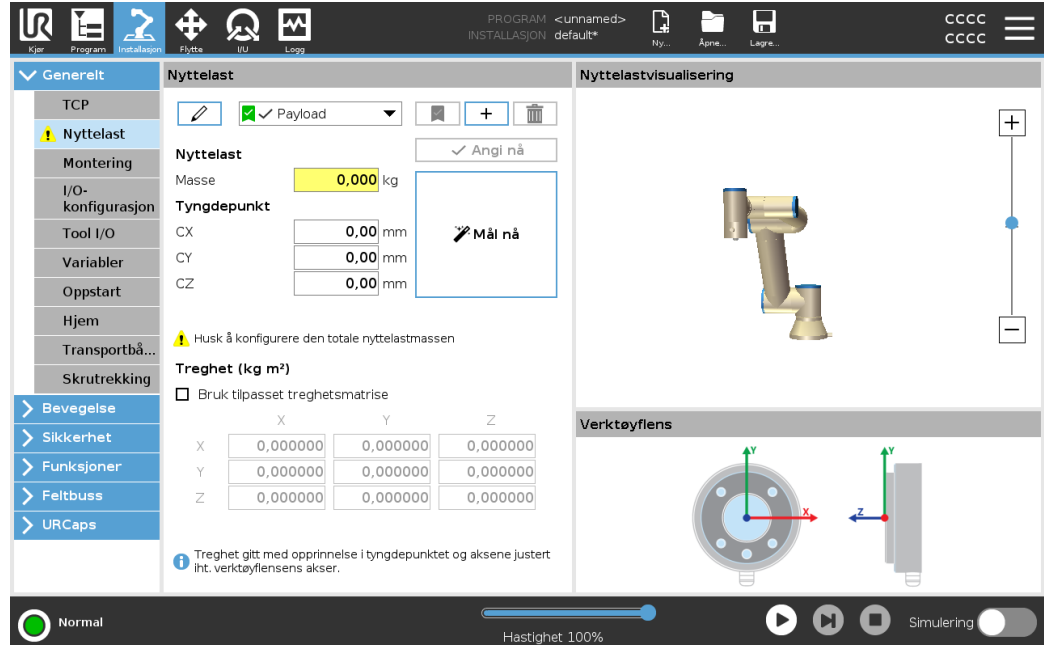 PROGRAM <unnamed>
INSTALLASJON default*
CCCC
CCCC
Kjør
Program
Installasjon
Flytte
I/U
Logg
Ny...
Åpne...
Lagre...
Generelt
TCP
Nyttelast
Montering
I/O-
konfigurasjon
Tool I/O
Variabler
Oppstart
Hjem
Transportbå...
Skrutrekking
Bevegelse
Sikkerhet
Funksjoner
Feltbuss
URCaps
Nyttelast
Payload
Angi nå
Nyttelast
Masse 0,000 kg
Tyngdepunkt
CX 0,00 mm
CY 0,00 mm
CZ 0,00 mm
Mål nå
Husk å konfigurere den totale nyttelastmassen
Treghet (kg m²)
Bruk tilpasset treghetsmatrise
X Y Z
X 0,000000 0,000000 0,000000
Y 0,000000 0,000000 0,000000
Z 0,000000 0,000000 0,000000
Treghet gitt med opprinnelse i tyngdepunktet og aksene justert
iht. verktøyflensens akser.
Nyttelastvisualisering
Verktøyflens
Y
X
Y
Z
Normal
Hastighet 100%
Simulering